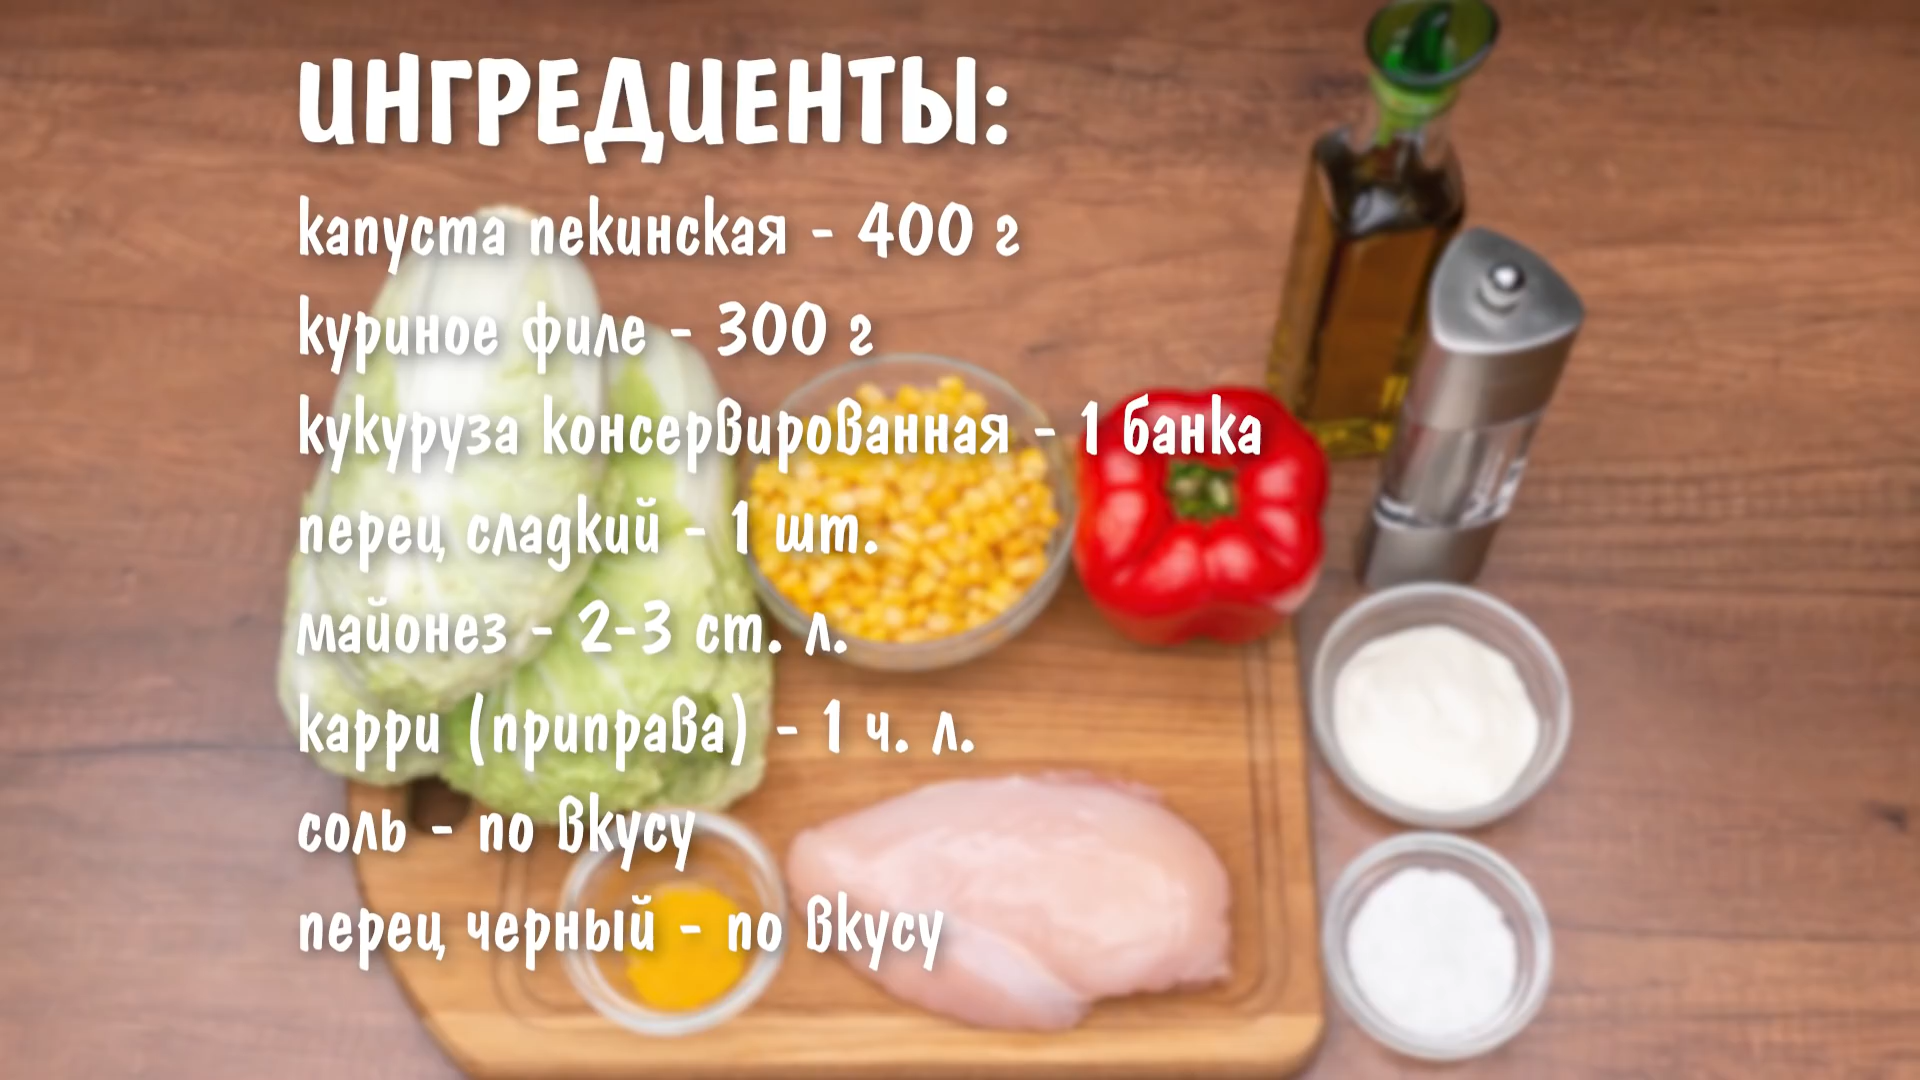 ИНГРЕДИЕНТЫ:
капуста пекинская - 400 г
куриное филе - 300 г
кукуруза консервированная - 1 банка
перец сладкий - 1 шт.
майонез - 2-3 ст. л.
карри (приправа) - 1 ч. л.
соль - по вкусу
перец черный - по вкусу